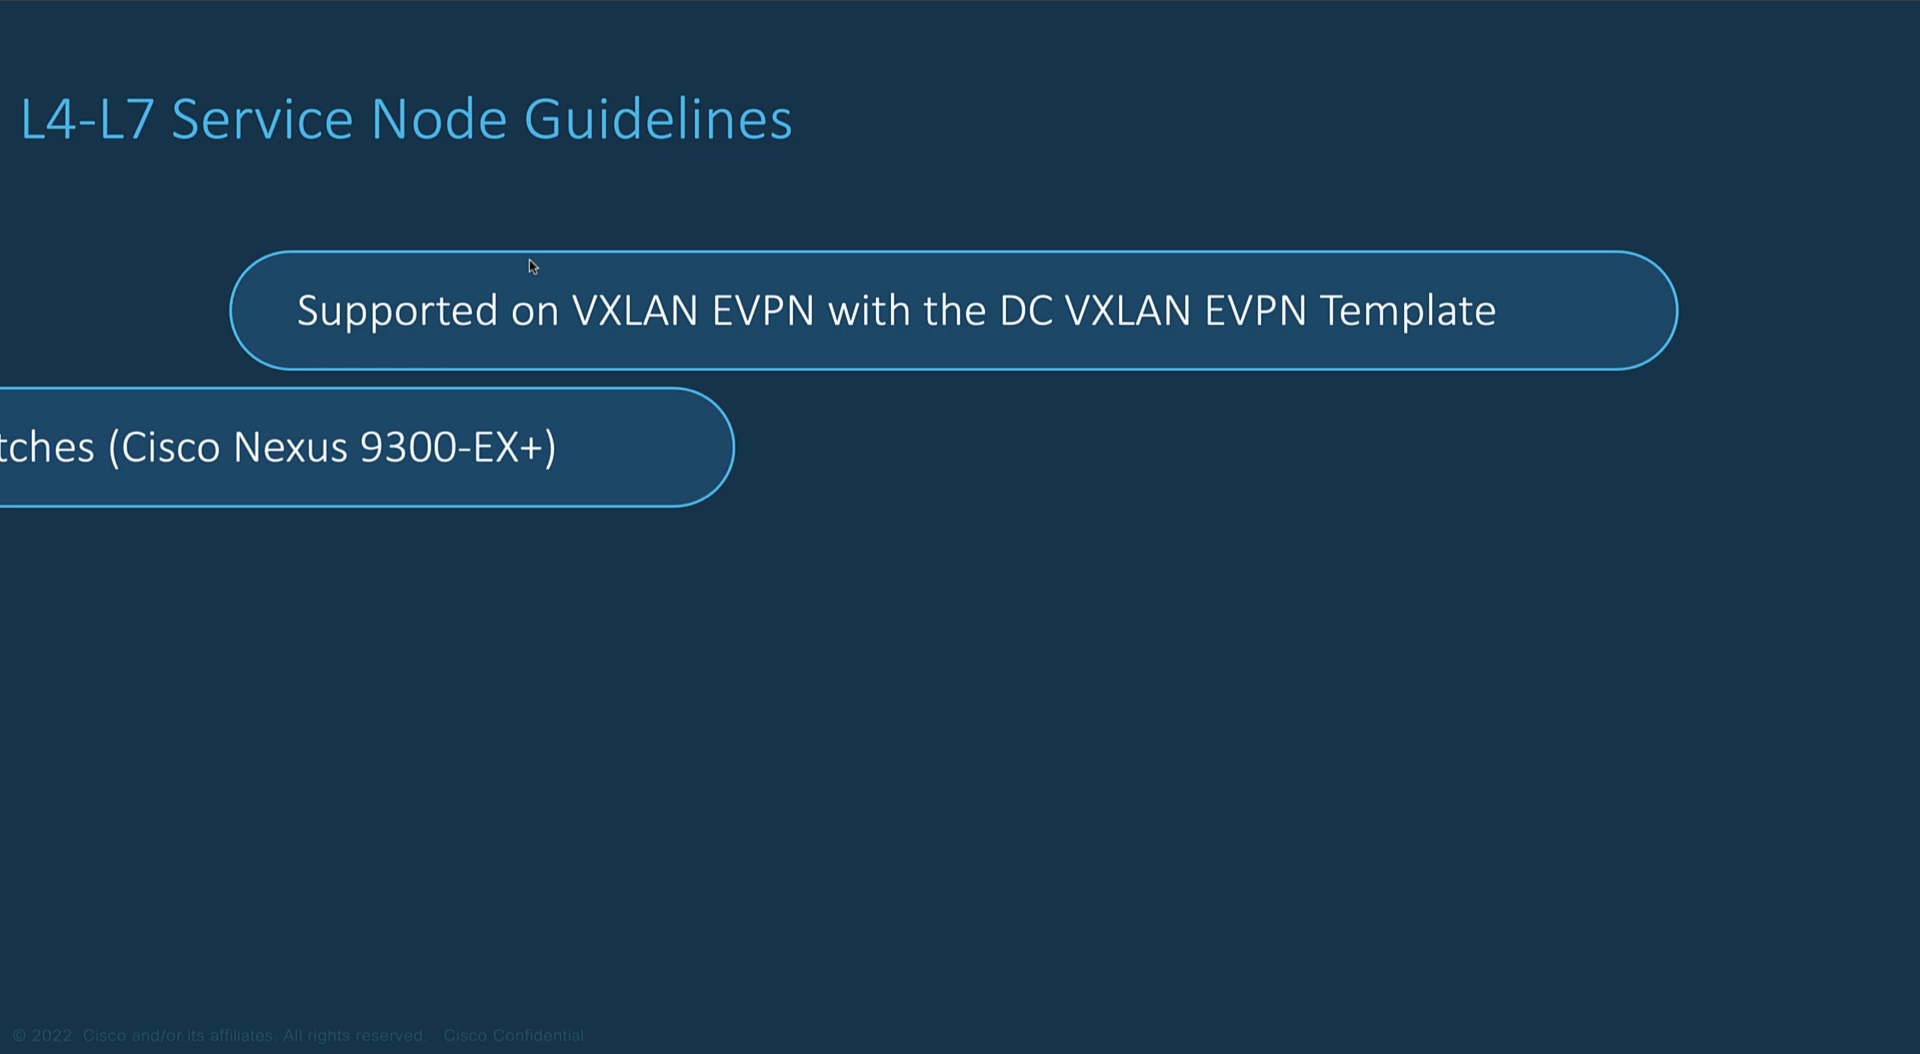 L4-L7 Service Node Guidelines
Supported on VXLAN EVPN with the DC VXLAN EVPN Template
(Cisco Nexus 9300-EX+)
© 2022 Cisco and/or its affiliates. All rights reserved. Cisco Confidential